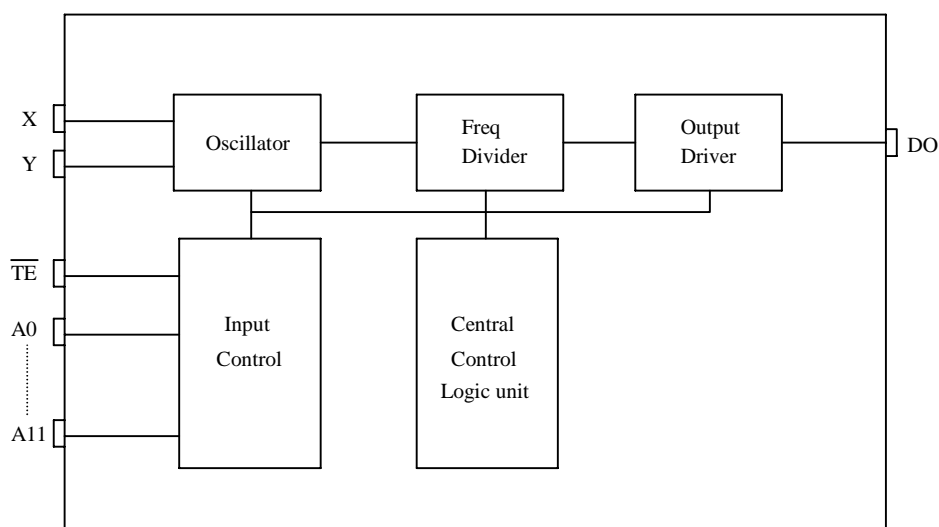 X
Y
Oscillator
Freq
Divider
Output
Driver
DO
TE
A0
A11
Input
Control
Central
Control
Logic unit